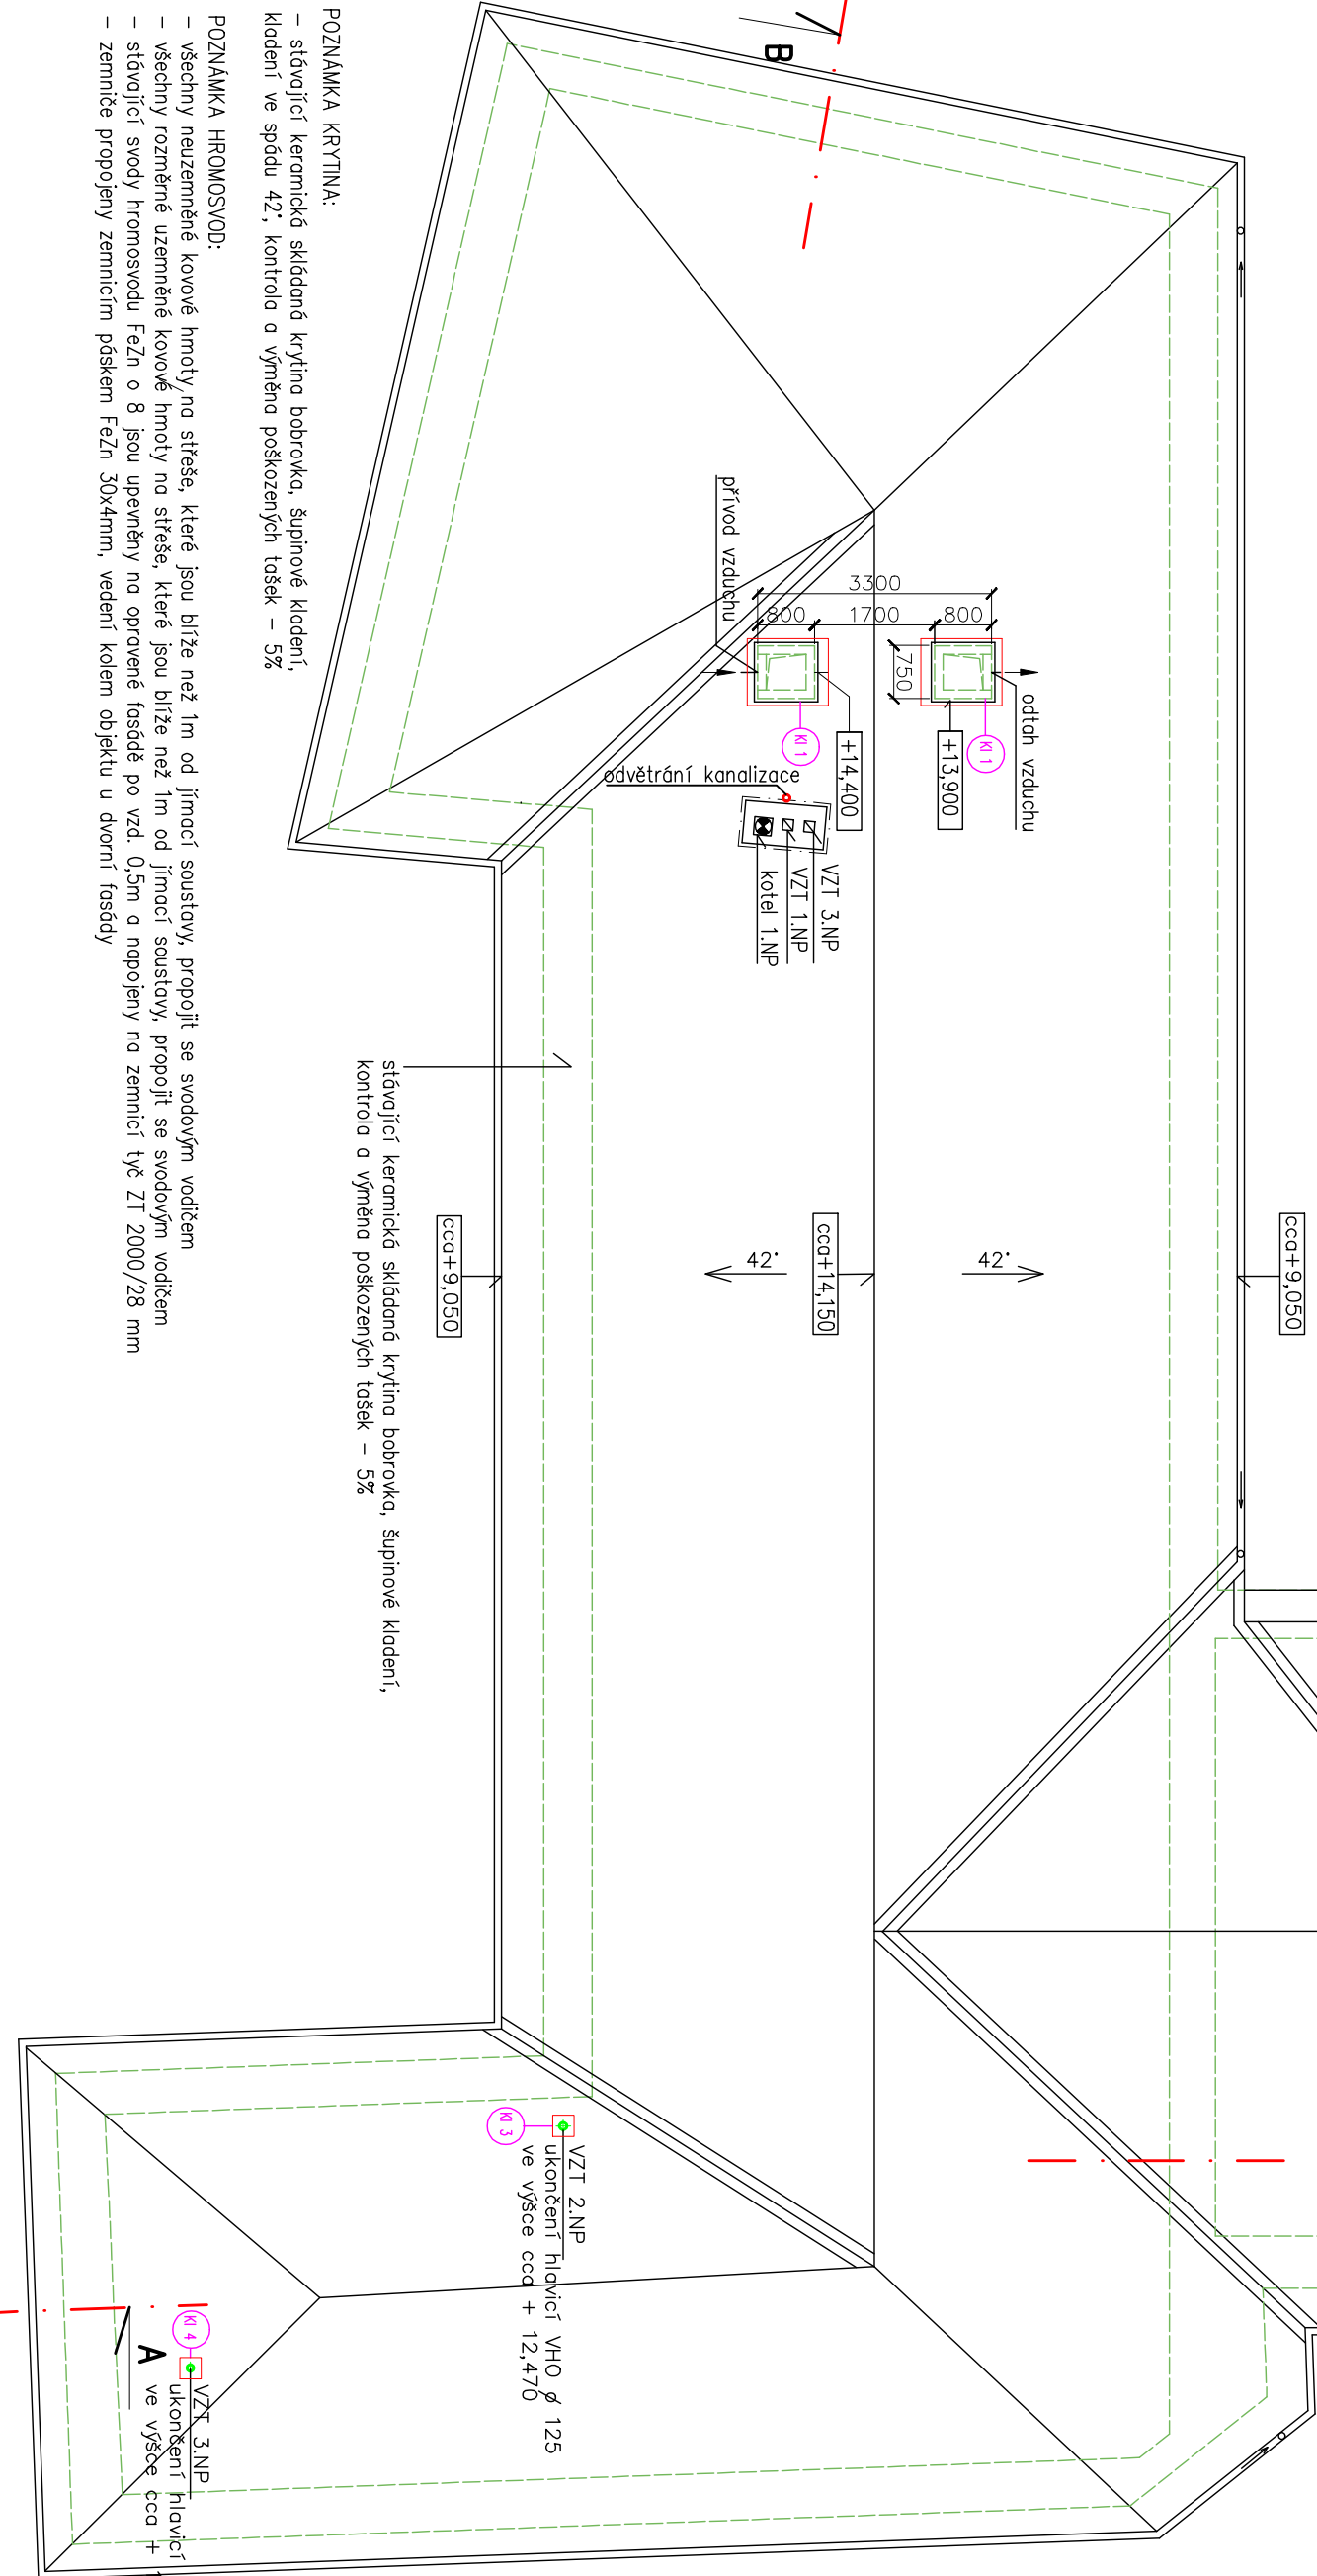 B
přívod vzduchu
3300
800
1700
800
750
odtah vzduchu
Kl 1
Kl 1
+14,400
+13,900
odvětrání kanalizace
VZT 3.NP
VZT 1.NP
kotel 1.NP
cca+9,050
42°
cca+14,150
42°
cca+9,050
stávající keramická skládaná krytina bobrovka, šupinové kladení,
kontrola a výměna poškozených tašek – 5%
POZNÁMKA KRYTINA:
– stávající keramická skládaná krytina bobrovka, šupinové kladení,
kladení ve spádu 42°, kontrola a výměna poškozených tašek – 5%
POZNÁMKA HROMOSVOD:
– všechny neuzemněné kovové hmoty na střeše, které jsou blíže než 1m od jímací soustavy, propojit se svodovým vodičem
– všechny rozměrné uzemněné kovové hmoty na střeše, které jsou blíže než 1m od jímací soustavy, propojit se svodovým vodičem
– stávající svody hromosvodu FeZn o 8 jsou upevněny na opravené fasádě po vzd. 0,5m a napojeny na zemnicí tyč ZT 2000/28 mm
– zemniče propojeny zemnicím páskem FeZn 30x4mm, vedení kolem objektu u dvorní fasády
Kl 3
VZT 2.NP
ukončení hlavicí VHO ø 125
ve výšce cca + 12,470
Kl 4
A
VZT 3.NP
ukončení hlavicí
ve výšce cca +